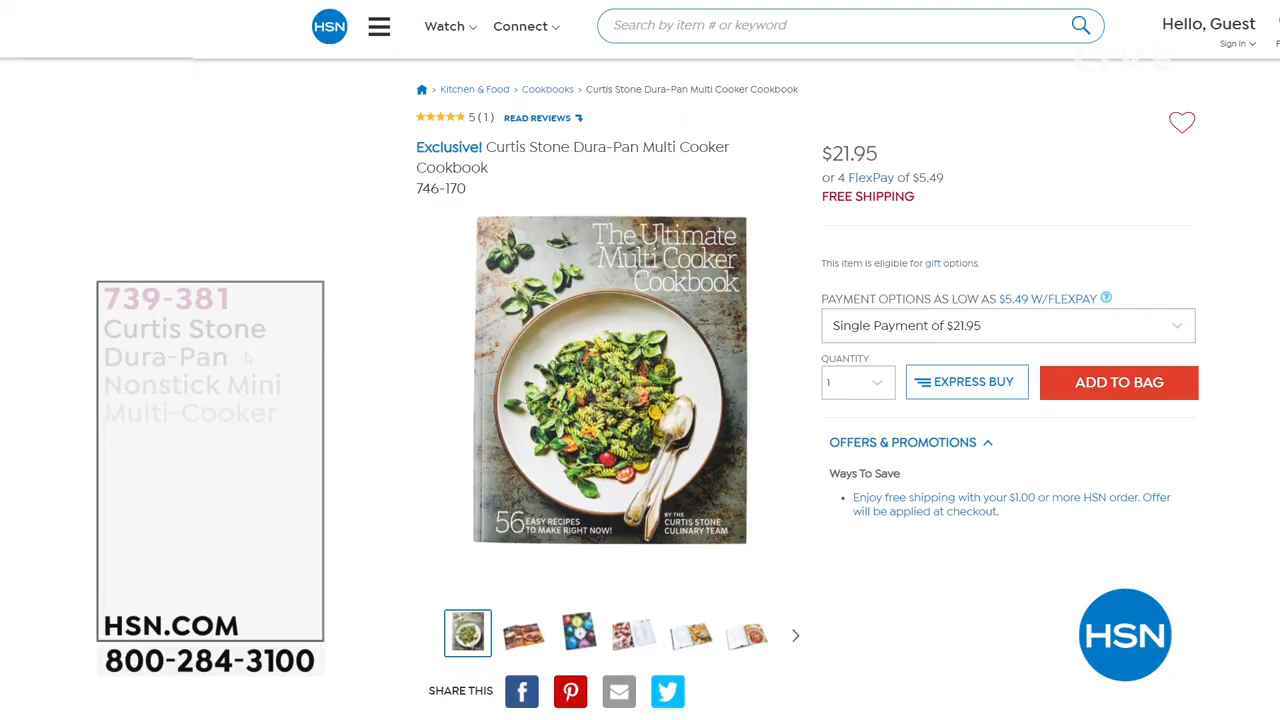 HSN
Watch
Connect
Search by item # or keyword
Hello, Guest
Sign In
> Kitchen & Food > Cookbooks > Curtis Stone Dura-Pan Multi Cooker Cookbook
5 ( 1 ) READ REVIEWS
Exclusive! Curtis Stone Dura-Pan Multi Cooker
Cookbook
746-170
The Ultimate
Multi Cooker
Cookbook
56 EASY RECIPES
TO MAKE RIGHT NOW!
BY THE
CURTIS STONE
CULINARY TEAM
SHARE THIS
$21.95
or 4 FlexPay of $5.49
FREE SHIPPING
This item is eligible for gift options.
PAYMENT OPTIONS AS LOW AS $5.49 W/FLEXPAY ?
Single Payment of $21.95
QUANTITY
1
EXPRESS BUY
ADD TO BAG
OFFERS & PROMOTIONS
Ways To Save
• Enjoy free shipping with your $1.00 or more HSN order. Offer
will be applied at checkout.
739-381
Curtis Stone
Dura-Pan
Nonstick Mini
Multi-Cooker
HSN.COM
800-284-3100
HSN